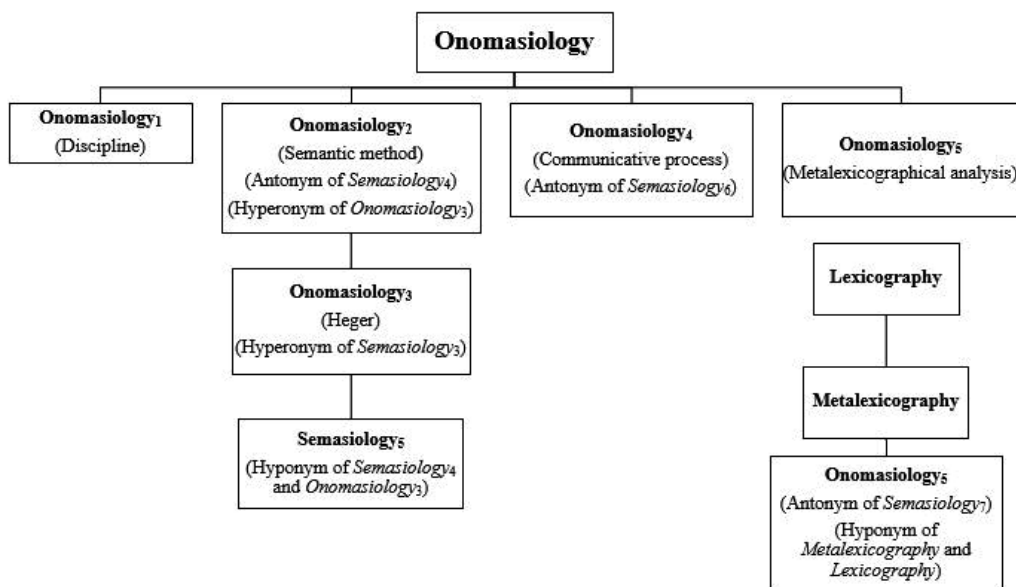 Onomasiology
Onomasiology₁
(Discipline)
Onomasiology₂
(Semantic method)
(Antonym of Semasiology₄)
(Hyperonym of Onomasiology₃)
Onomasiology₄
(Communicative process)
(Antonym of Semasiology₆)
Onomasiology₅
(Metalexicographical analysis)
Onomasiology₃
(Heger)
(Hyperonym of Semasiology₃)
Semasiology₅
(Hyponym of Semasiology₄
and Onomasiology₃)
Lexicography
Metalexicography
Onomasiology₅
(Antonym of Semasiology₇)
(Hyponym of
Metalexicography and
Lexicography)